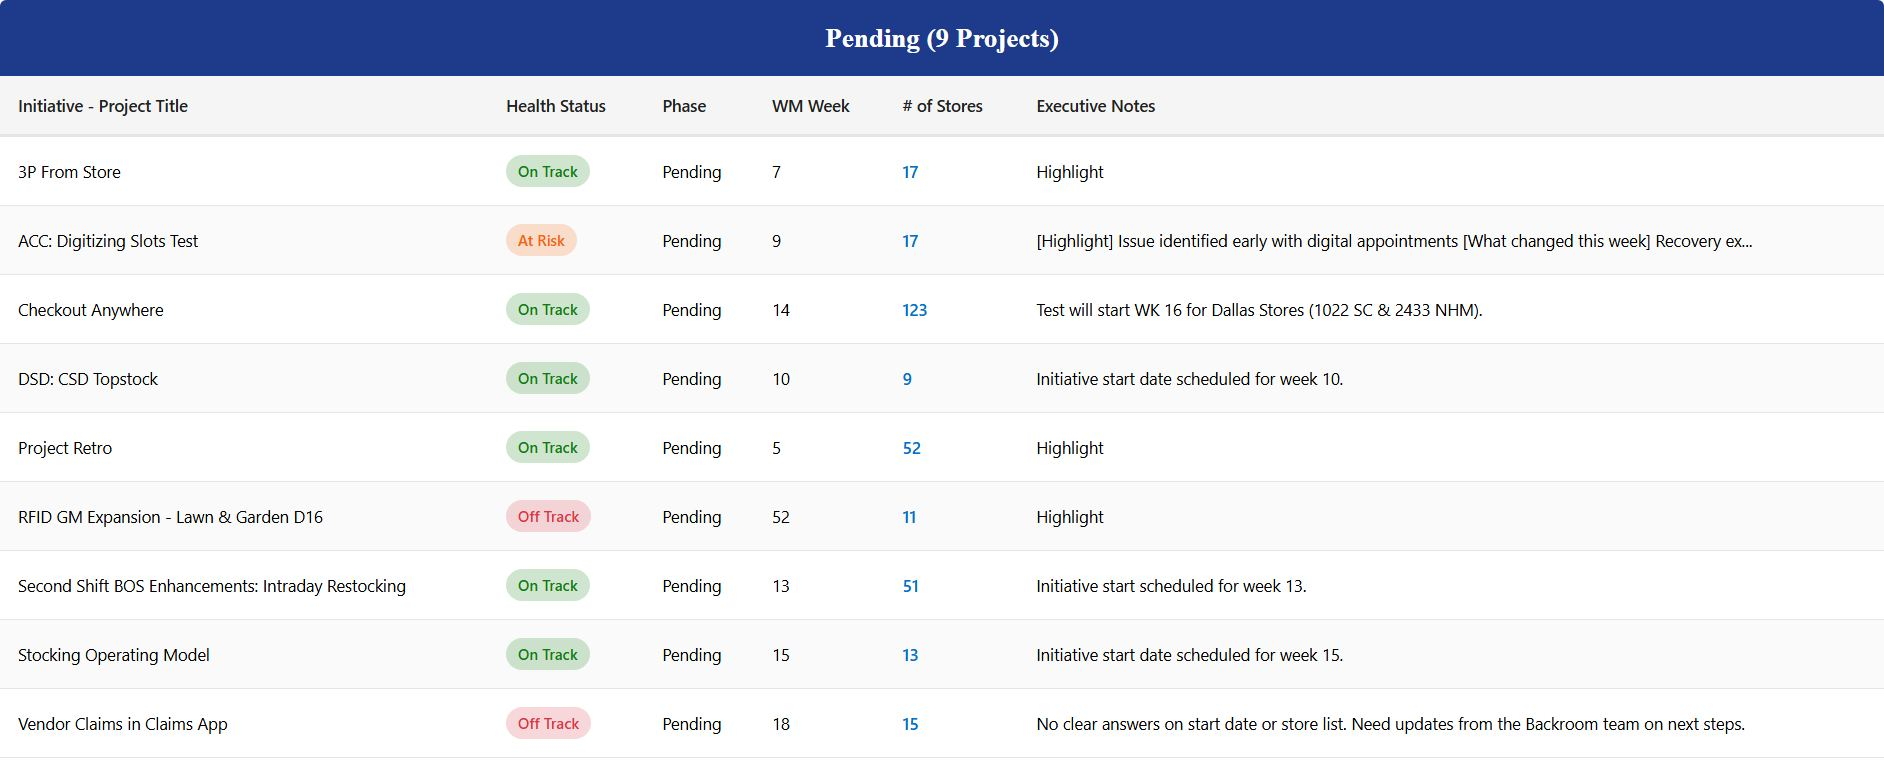 Pending (9 Projects)
Initiative - Project Title Health Status Phase WM Week # of Stores Executive Notes
3P From Store On Track Pending 7 17 Highlight
ACC: Digitizing Slots Test At Risk Pending 9 17 [Highlight] Issue identified early with digital appointments [What changed this week] Recovery ex...
Checkout Anywhere On Track Pending 14 123 Test will start WK 16 for Dallas Stores (1022 SC & 2433 NHM).
DSD: CSD Topstock On Track Pending 10 9 Initiative start date scheduled for week 10.
Project Retro On Track Pending 5 52 Highlight
RFID GM Expansion - Lawn & Garden D16 Off Track Pending 52 11 Highlight
Second Shift BOS Enhancements: Intraday Restocking On Track Pending 13 51 Initiative start scheduled for week 13.
Stocking Operating Model On Track Pending 15 13 Initiative start date scheduled for week 15.
Vendor Claims in Claims App Off Track Pending 18 15 No clear answers on start date or store list. Need updates from the Backroom team on next steps.